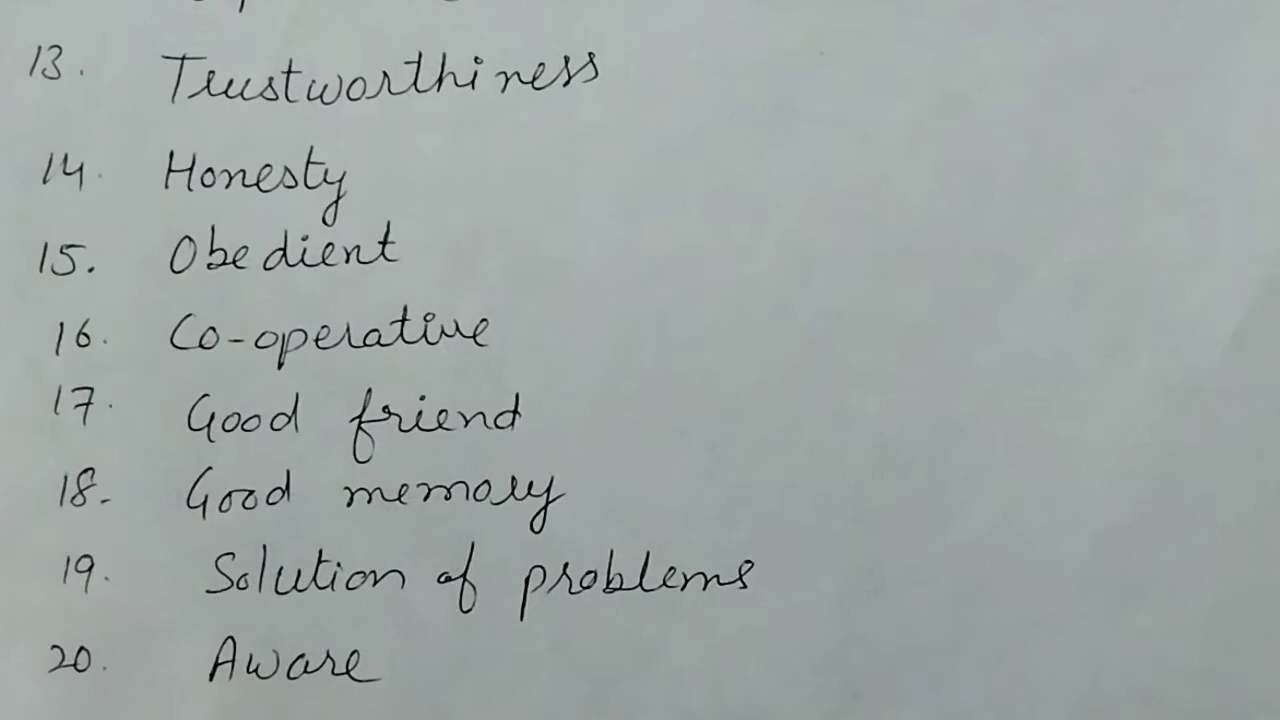 13. Trustworthiness
14. Honesty
15. Obedient
16. Co-operative
17. Good friend
18. Good memory
19. Solution of problems
20. Aware